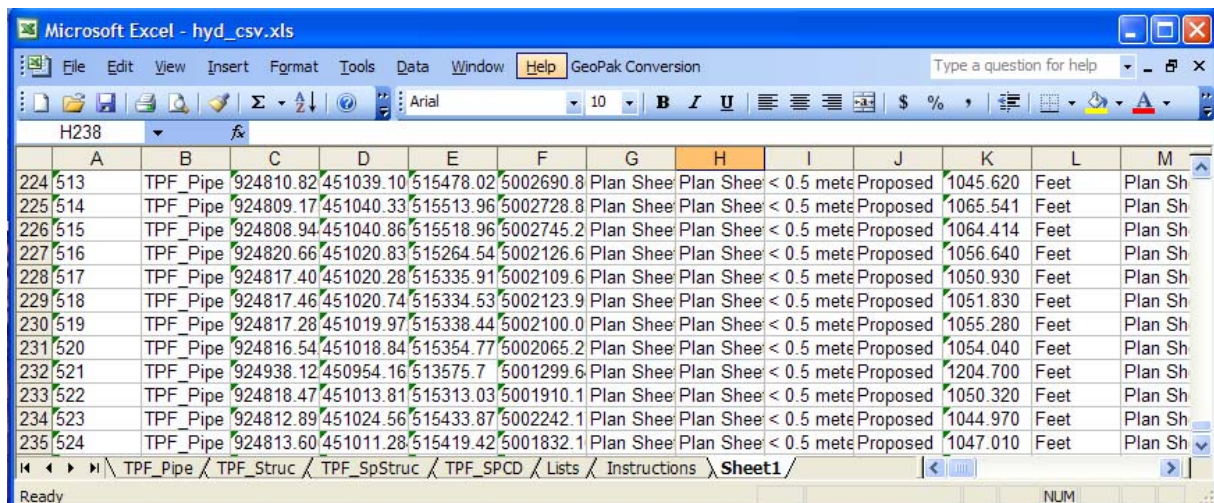 Microsoft Excel - hyd_csv.xls
File Edit View Insert Format Tools Data Window Help GeoPak Conversion Type a question for help
Arial 10 B I U $ % ,
H238 fx
A B C D E F G H I J K L M
224 513 TPF_Pipe 924810.82 451039.10 515478.02 5002690.8 Plan Shee Plan Shee < 0.5 mete Proposed 1045.620 Feet Plan Sh
225 514 TPF_Pipe 924809.17 451040.33 515513.96 5002728.8 Plan Shee Plan Shee < 0.5 mete Proposed 1065.541 Feet Plan Sh
226 515 TPF_Pipe 924808.94 451040.86 515518.96 5002745.2 Plan Shee Plan Shee < 0.5 mete Proposed 1064.414 Feet Plan Sh
227 516 TPF_Pipe 924820.66 451020.83 515264.54 5002126.6 Plan Shee Plan Shee < 0.5 mete Proposed 1056.640 Feet Plan Sh
228 517 TPF_Pipe 924817.40 451020.28 515335.91 5002109.6 Plan Shee Plan Shee < 0.5 mete Proposed 1050.930 Feet Plan Sh
229 518 TPF_Pipe 924817.46 451020.74 515334.53 5002123.9 Plan Shee Plan Shee < 0.5 mete Proposed 1051.830 Feet Plan Sh
230 519 TPF_Pipe 924817.28 451019.97 515338.44 5002100.0 Plan Shee Plan Shee < 0.5 mete Proposed 1055.280 Feet Plan Sh
231 520 TPF_Pipe 924816.54 451018.84 515354.77 5002065.2 Plan Shee Plan Shee < 0.5 mete Proposed 1054.040 Feet Plan Sh
232 521 TPF_Pipe 924938.12 450954.16 513575.7 5001299.6 Plan Shee Plan Shee < 0.5 mete Proposed 1204.700 Feet Plan Sh
233 522 TPF_Pipe 924818.47 451013.81 515313.03 5001910.1 Plan Shee Plan Shee < 0.5 mete Proposed 1050.320 Feet Plan Sh
234 523 TPF_Pipe 924812.89 451024.56 515433.87 5002242.1 Plan Shee Plan Shee < 0.5 mete Proposed 1044.970 Feet Plan Sh
235 524 TPF_Pipe 924813.60 451011.28 515419.42 5001832.1 Plan Shee Plan Shee < 0.5 mete Proposed 1047.010 Feet Plan Sh
TPF_Pipe / TPF_Struc / TPF_SpStruc / TPF_SPCD / Lists / Instructions \ Sheet1 /
Ready NUM